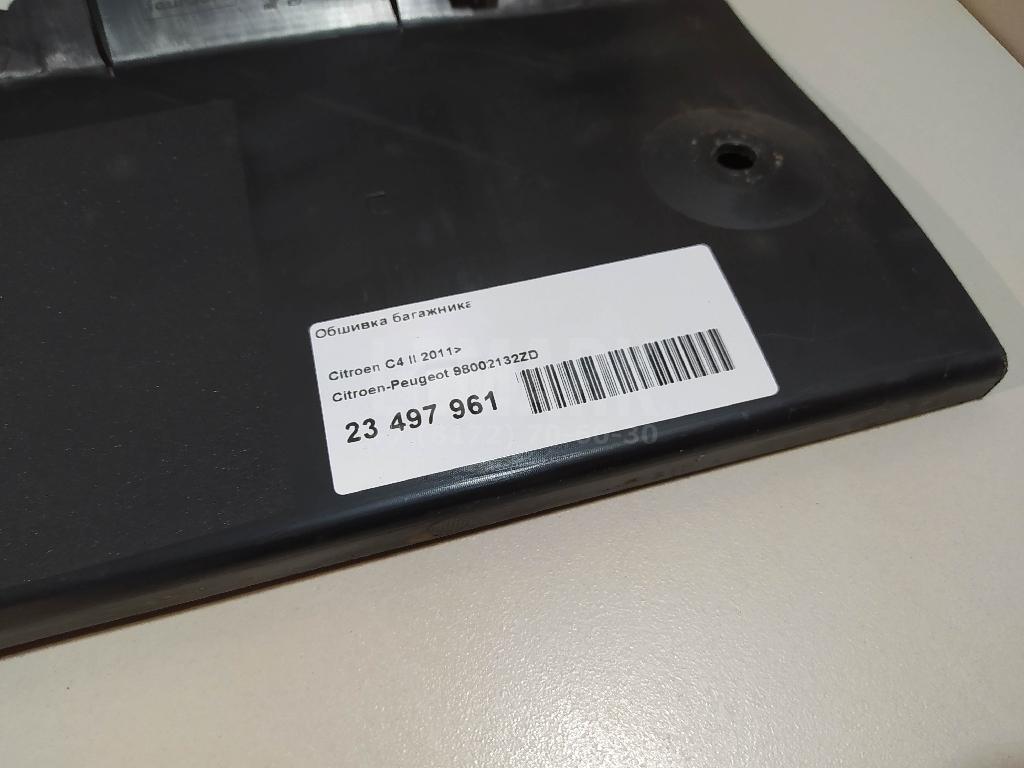 Обшивка багажника
Citroen C4 II 2011>
Citroen-Peugeot 98002132ZD
23 497 961